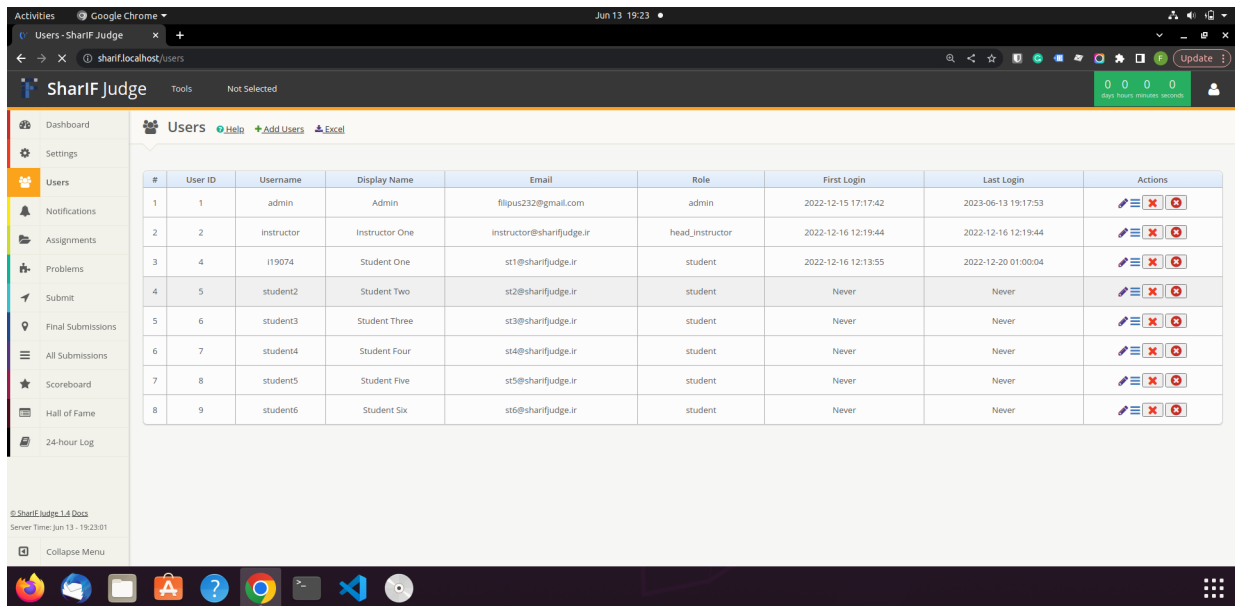 Activities Google Chrome Jun 13 19:23
Users - SharIF Judge
sharif.localhost/users F Update
SharIF Judge Tools Not Selected 0 0 0 0
days hours minutes seconds
Dashboard
Settings
Users
Notifications
Assignments
Problems
Submit
Final Submissions
All Submissions
Scoreboard
Hall of Fame
24-hour Log
© SharIF Judge 1.4 Docs
Server Time: Jun 13 - 19:23:01
Collapse Menu
Users Help Add Users Excel
# User ID Username Display Name Email Role First Login Last Login Actions
1 1 admin Admin filipus232@gmail.com admin 2022-12-15 17:17:42 2023-06-13 19:17:53
2 2 instructor Instructor One instructor@sharifjudge.ir head_instructor 2022-12-16 12:19:44 2022-12-16 12:19:44
3 4 i19074 Student One st1@sharifjudge.ir student 2022-12-16 12:13:55 2022-12-20 01:00:04
4 5 student2 Student Two st2@sharifjudge.ir student Never Never
5 6 student3 Student Three st3@sharifjudge.ir student Never Never
6 7 student4 Student Four st4@sharifjudge.ir student Never Never
7 8 student5 Student Five st5@sharifjudge.ir student Never Never
8 9 student6 Student Six st6@sharifjudge.ir student Never Never